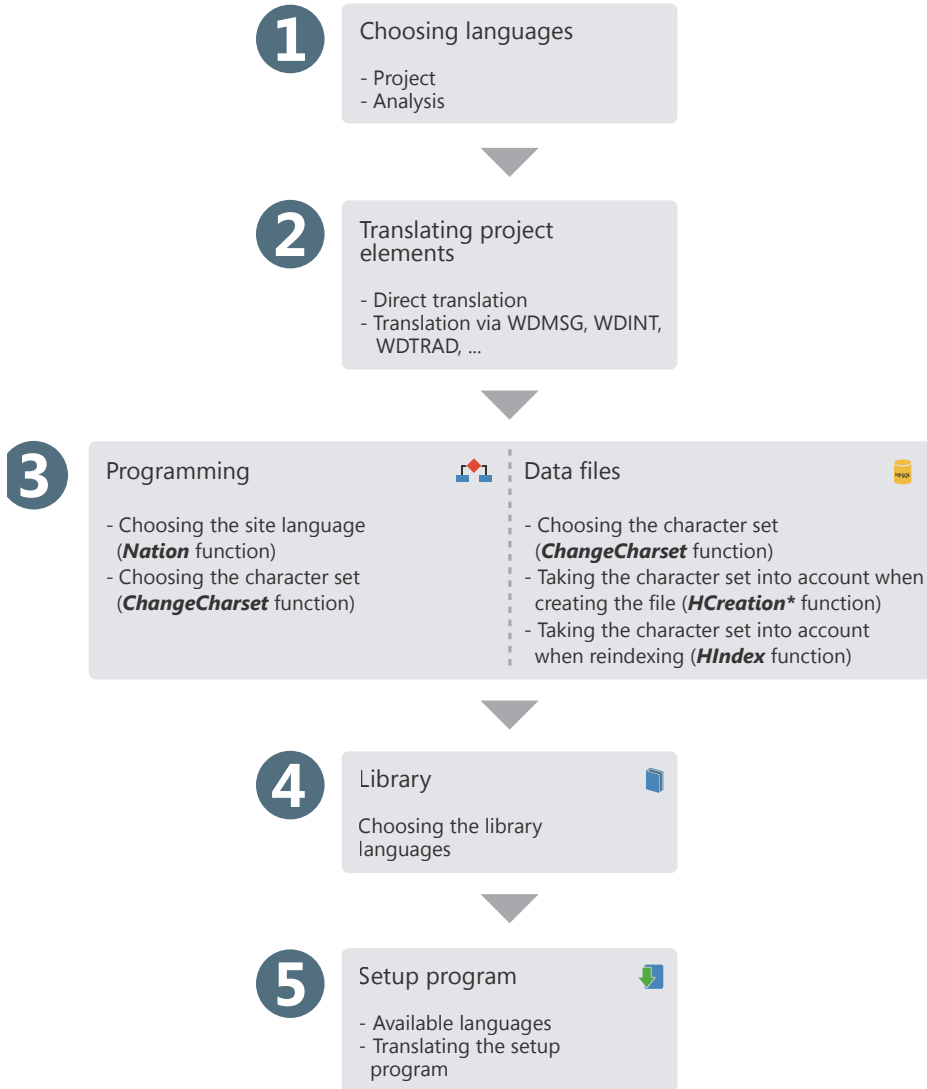 1
Choosing languages
- Project
- Analysis
2
Translating project
elements
- Direct translation
- Translation via WDMSG, WDINT,
WDTRAD, ...
3
Programming
- Choosing the site language
(Nation function)
- Choosing the character set
(ChangeCharset function)
Data files
- Choosing the character set
(ChangeCharset function)
- Taking the character set into account when
creating the file (HCreation* function)
- Taking the character set into account
when reindexing (HIndex function)
4
Library
Choosing the library
languages
5
Setup program
- Available languages
- Translating the setup
program